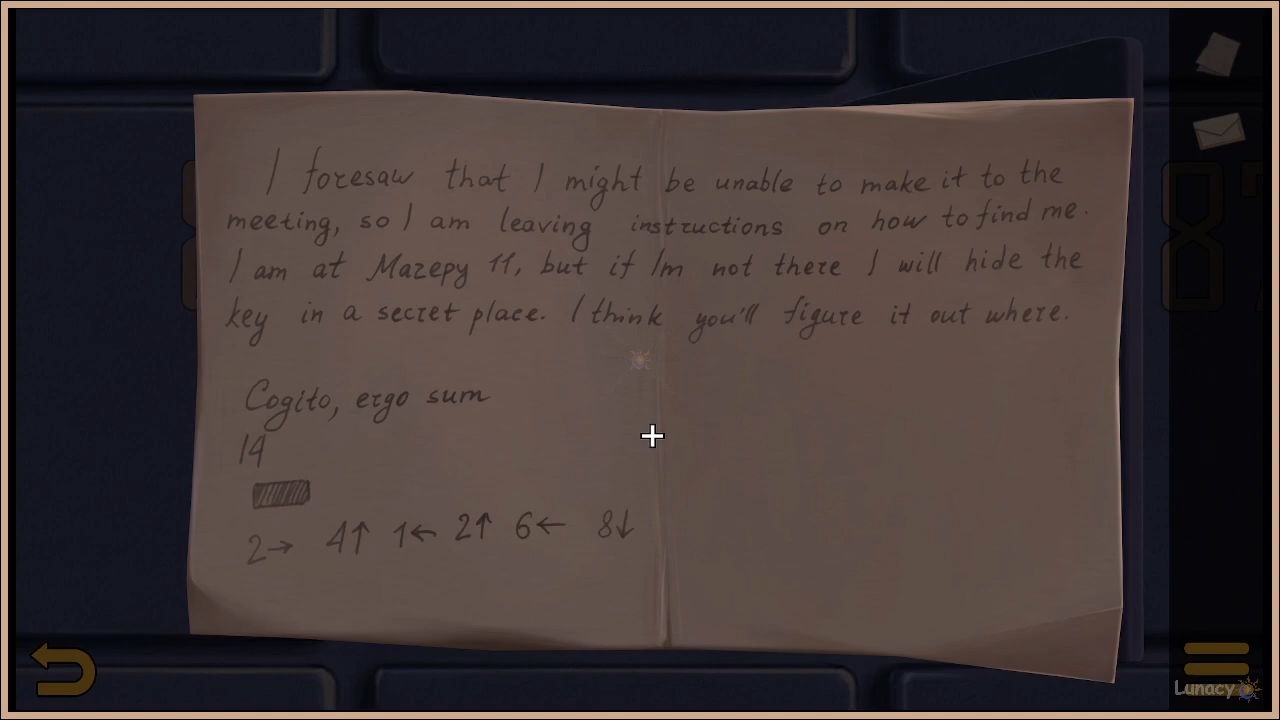 I foresaw that I might be unable to make it to the
meeting, so I am leaving instructions on how to find me.
I am at Mazepy 11, but if I'm not there I will hide the
key in a secret place. I think you'll figure it out where.
Cogito, ergo sum
14
2→ 4↑ 1← 2↑ 6← 8↓
Lunacy